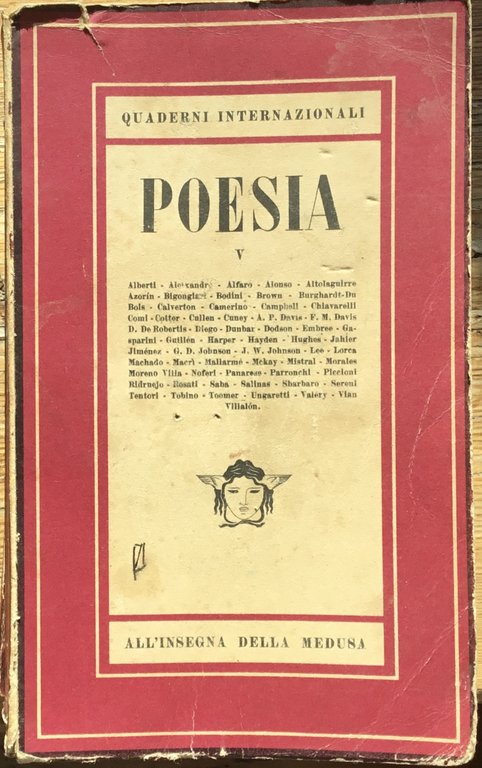 QUADERNI INTERNAZIONALI
POESIA
V
Alberti - Aleixandre - Alfaro - Alonso - Altolaguirre
Azorín - Bigongiari - Bodini - Brown - Burghardt-Du
Bois - Calverton - Camerino - Campbell - Chiavarelli
Comi - Cotter - Cullen - Cuney - A. P. Davis - F. M. Davis
D. De Robertis - Diego - Dunbar - Dodson - Embree - Ga-
sparini - Guillén - Harper - Hayden - Hughes - Jahier
Jiménez - G. D. Johnson - J. W. Johnson - Lee - Lorca
Machado - Macrì - Mallarmé - Mckay - Mistral - Morales
Moreno Villa - Noferi - Panarese - Parronchi - Piccioni
Ridruejo - Rosati - Saba - Salinas - Sbarbaro - Sereni
Tentori - Tobino - Toomer - Ungaretti - Valery - Vian
Villalón.
ALL'INSEGNA DELLA MEDUSA